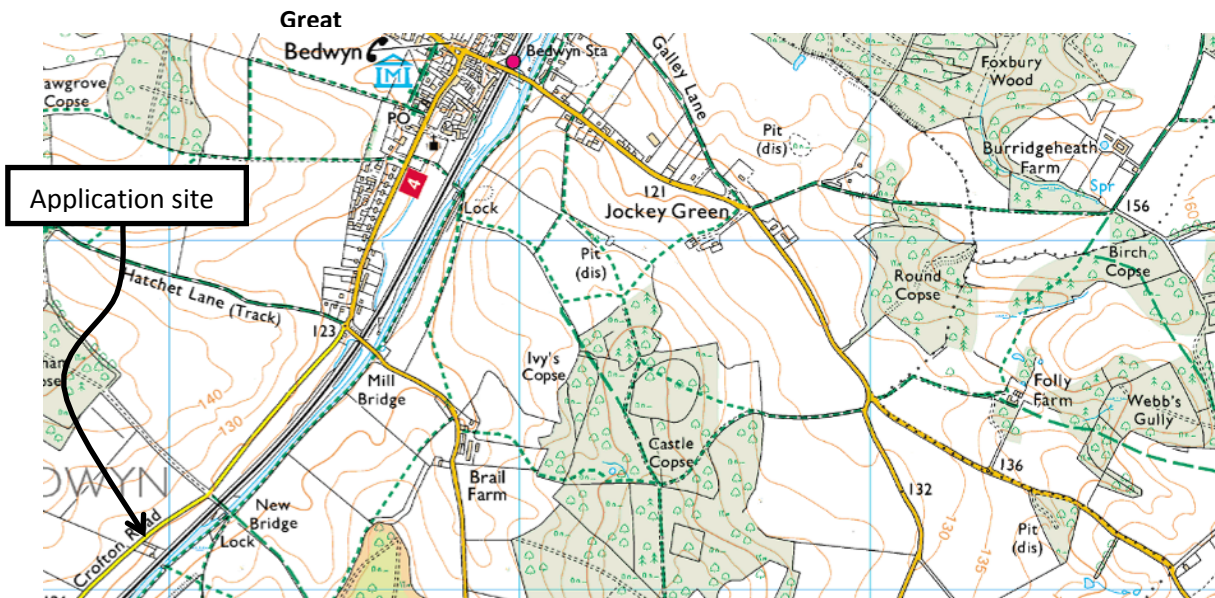 Great
Bedwyn
Bedwyn Sta
Galley Lane
Foxbury
Wood
awgrove
Copse
PO
Pit
(dis)
Burridgeheath
Farm
Spr
4
121
Application site
Lock
Jockey Green
156
160
Pit
(dis)
Birch
Copse
Round
Copse
Hatchet Lane (Track)
123
Ivy's
Copse
Mill
Bridge
Folly
Farm
Webb's
Gully
140
130
Castle
Copse
Brail
Farm
136
DWYN
132
New
Bridge
130
135
Pit
(dis)
Lock
Crofton Road